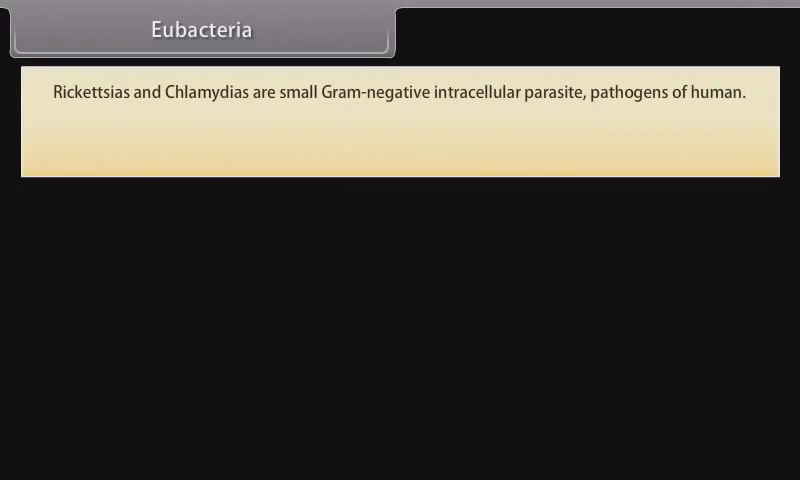 Eubacteria
Rickettsias and Chlamydias are small Gram-negative intracellular parasite, pathogens of human.